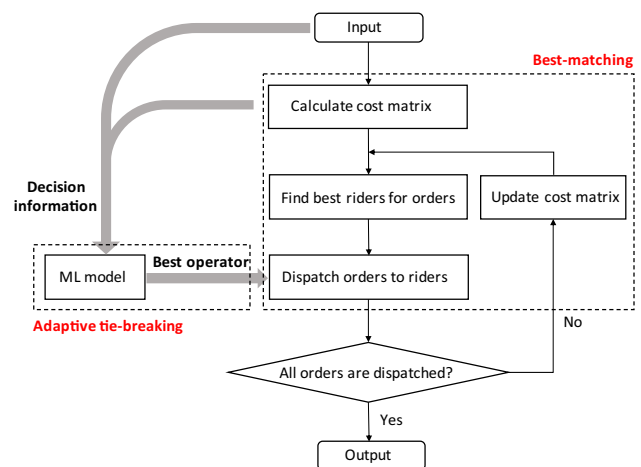 Input
Best-matching
Calculate cost matrix
Decision
information
Find best riders for orders
Update cost matrix
ML model
Best operator
Dispatch orders to riders
Adaptive tie-breaking
No
All orders are dispatched?
Yes
Output